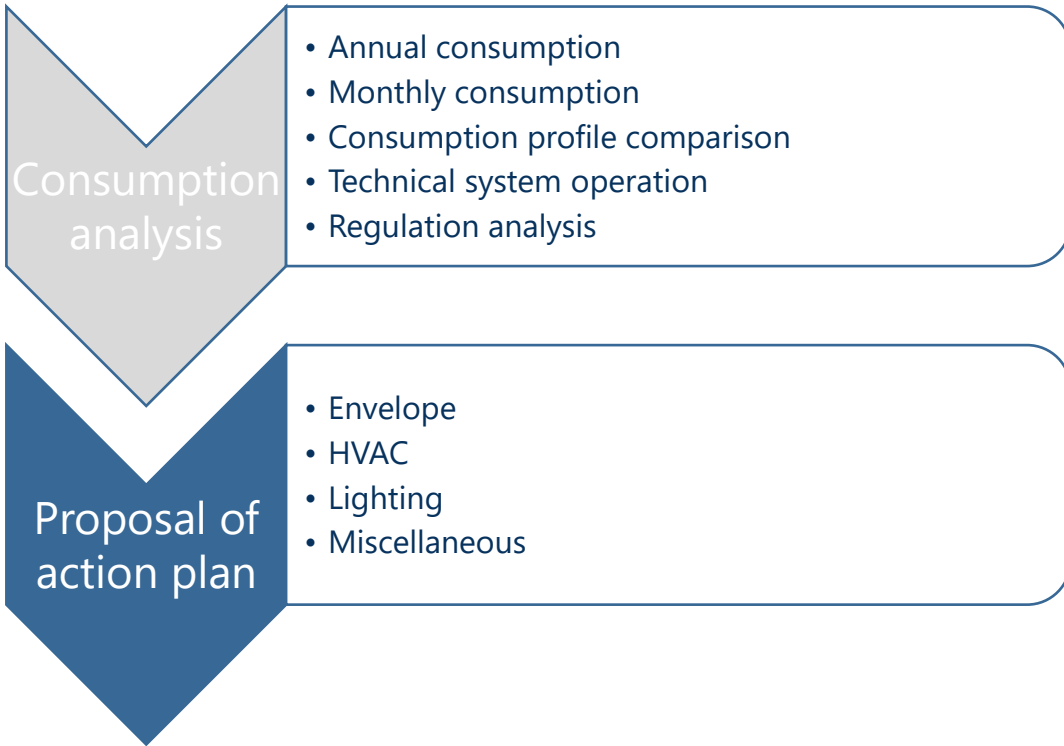 Consumption
analysis
• Annual consumption
• Monthly consumption
• Consumption profile comparison
• Technical system operation
• Regulation analysis
Proposal of
action plan
• Envelope
• HVAC
• Lighting
• Miscellaneous